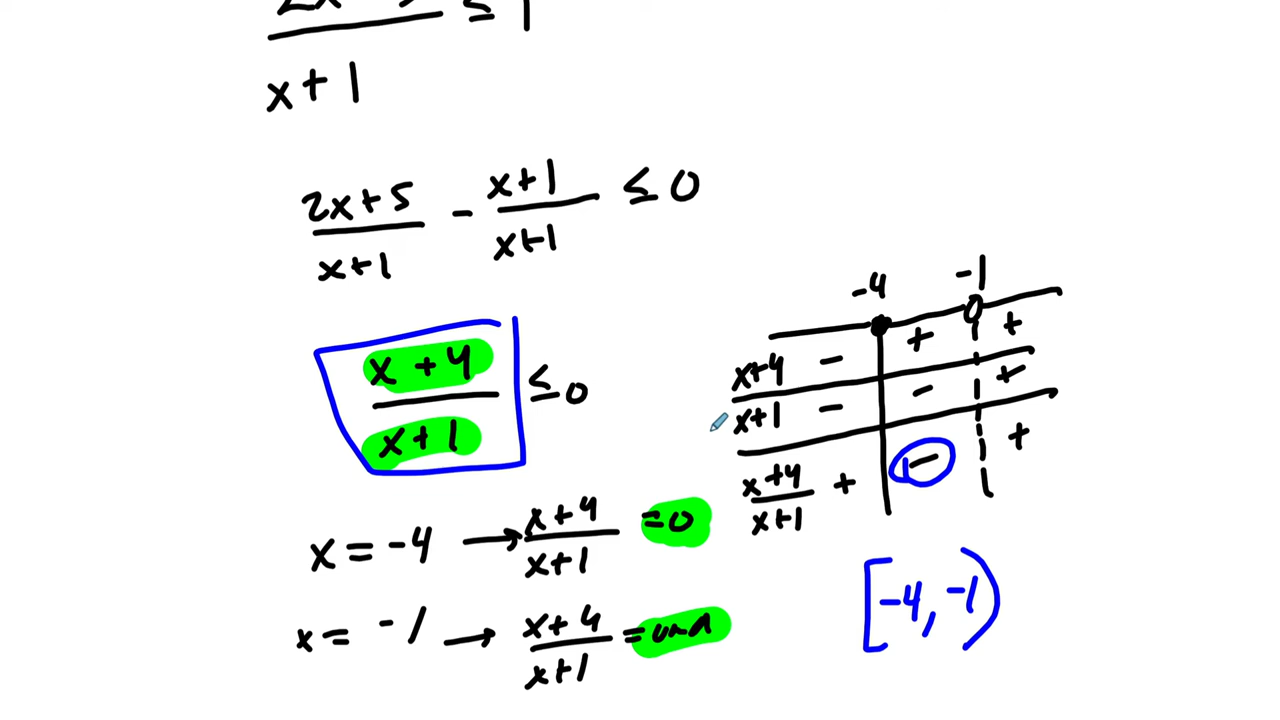 ≤ 1
x+1
2x+5/x+1 - x+1/x+1 ≤ 0
x+4/x+1 ≤ 0
-4 -1
x+4 - + +
x+1 - - +
x+4/x+1 + - +
x = -4 → x+4/x+1 = 0
x = -1 → x+4/x+1 = und
[-4, -1)